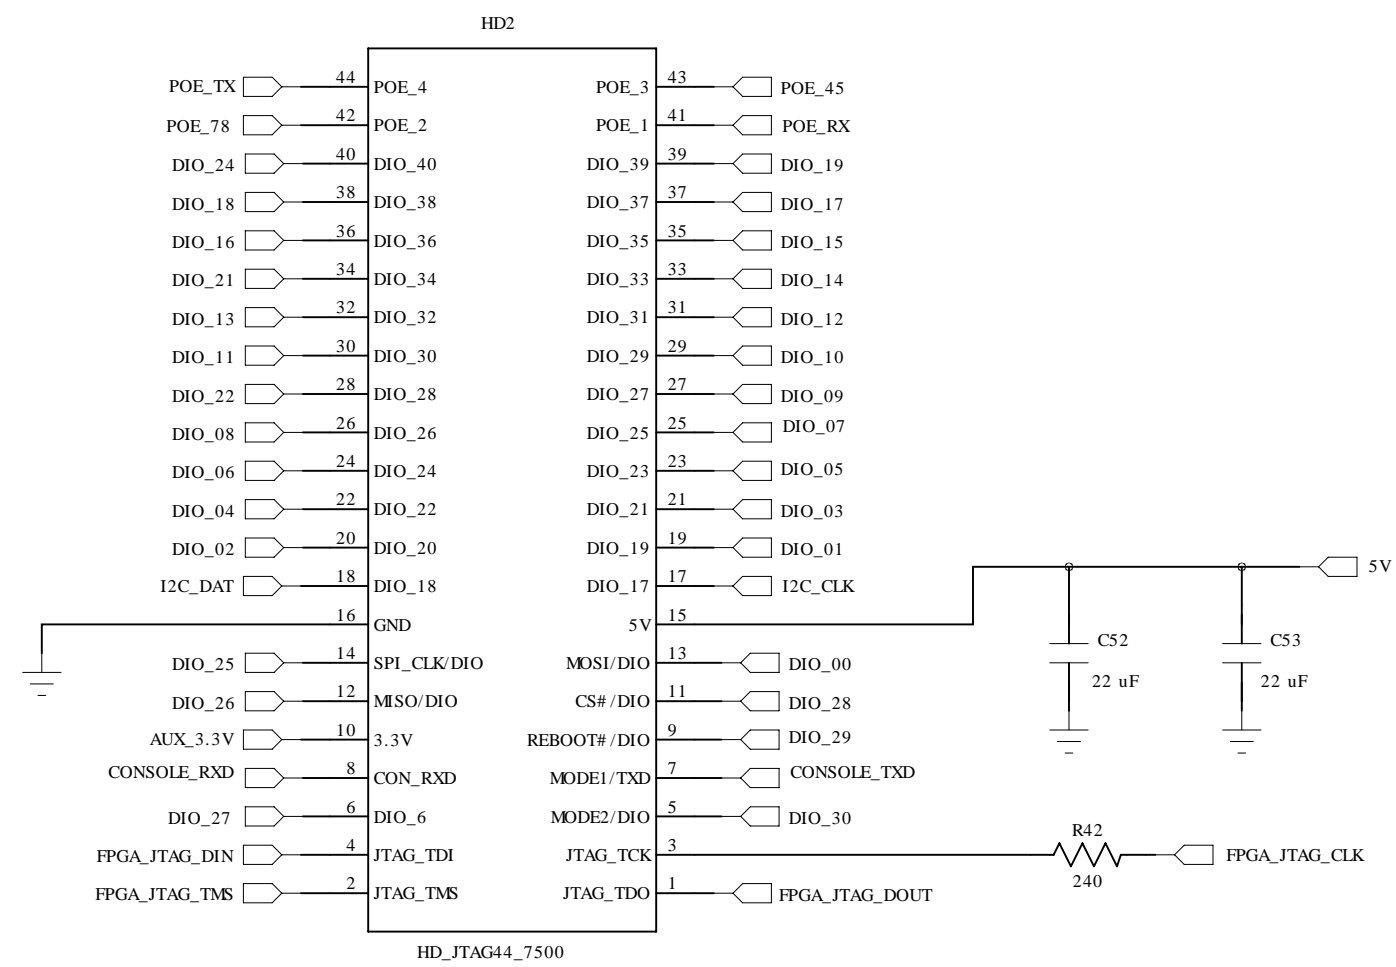 HD2
POE_TX 44 POE_4 POE_3 43 POE_45
POE_78 42 POE_2 POE_1 41 POE_RX
DIO_24 40 DIO_40 DIO_39 39 DIO_19
DIO_18 38 DIO_38 DIO_37 37 DIO_17
DIO_16 36 DIO_36 DIO_35 35 DIO_15
DIO_21 34 DIO_34 DIO_33 33 DIO_14
DIO_13 32 DIO_32 DIO_31 31 DIO_12
DIO_11 30 DIO_30 DIO_29 29 DIO_10
DIO_22 28 DIO_28 DIO_27 27 DIO_09
DIO_08 26 DIO_26 DIO_25 25 DIO_07
DIO_06 24 DIO_24 DIO_23 23 DIO_05
DIO_04 22 DIO_22 DIO_21 21 DIO_03
DIO_02 20 DIO_20 DIO_19 19 DIO_01
5V
I2C_DAT 18 DIO_18 DIO_17 17 I2C_CLK
16 GND 5V 15
C52 C53
DIO_25 14 SPI_CLK/DIO MOSI/DIO 13 DIO_00
22 uF 22 uF
DIO_26 12 MISO/DIO CS#/DIO 11 DIO_28
AUX_3.3V 10 3.3V REBOOT#/DIO 9 DIO_29
CONSOLE_RXD 8 CON_RXD MODE1/TXD 7 CONSOLE_TXD
DIO_27 6 DIO_6 MODE2/DIO 5 DIO_30
R42
FPGA_JTAG_DIN 4 JTAG_TDI JTAG_TCK 3 FPGA_JTAG_CLK
240
FPGA_JTAG_TMS 2 JTAG_TMS JTAG_TDO 1 FPGA_JTAG_DOUT
HD_JTAG44_7500